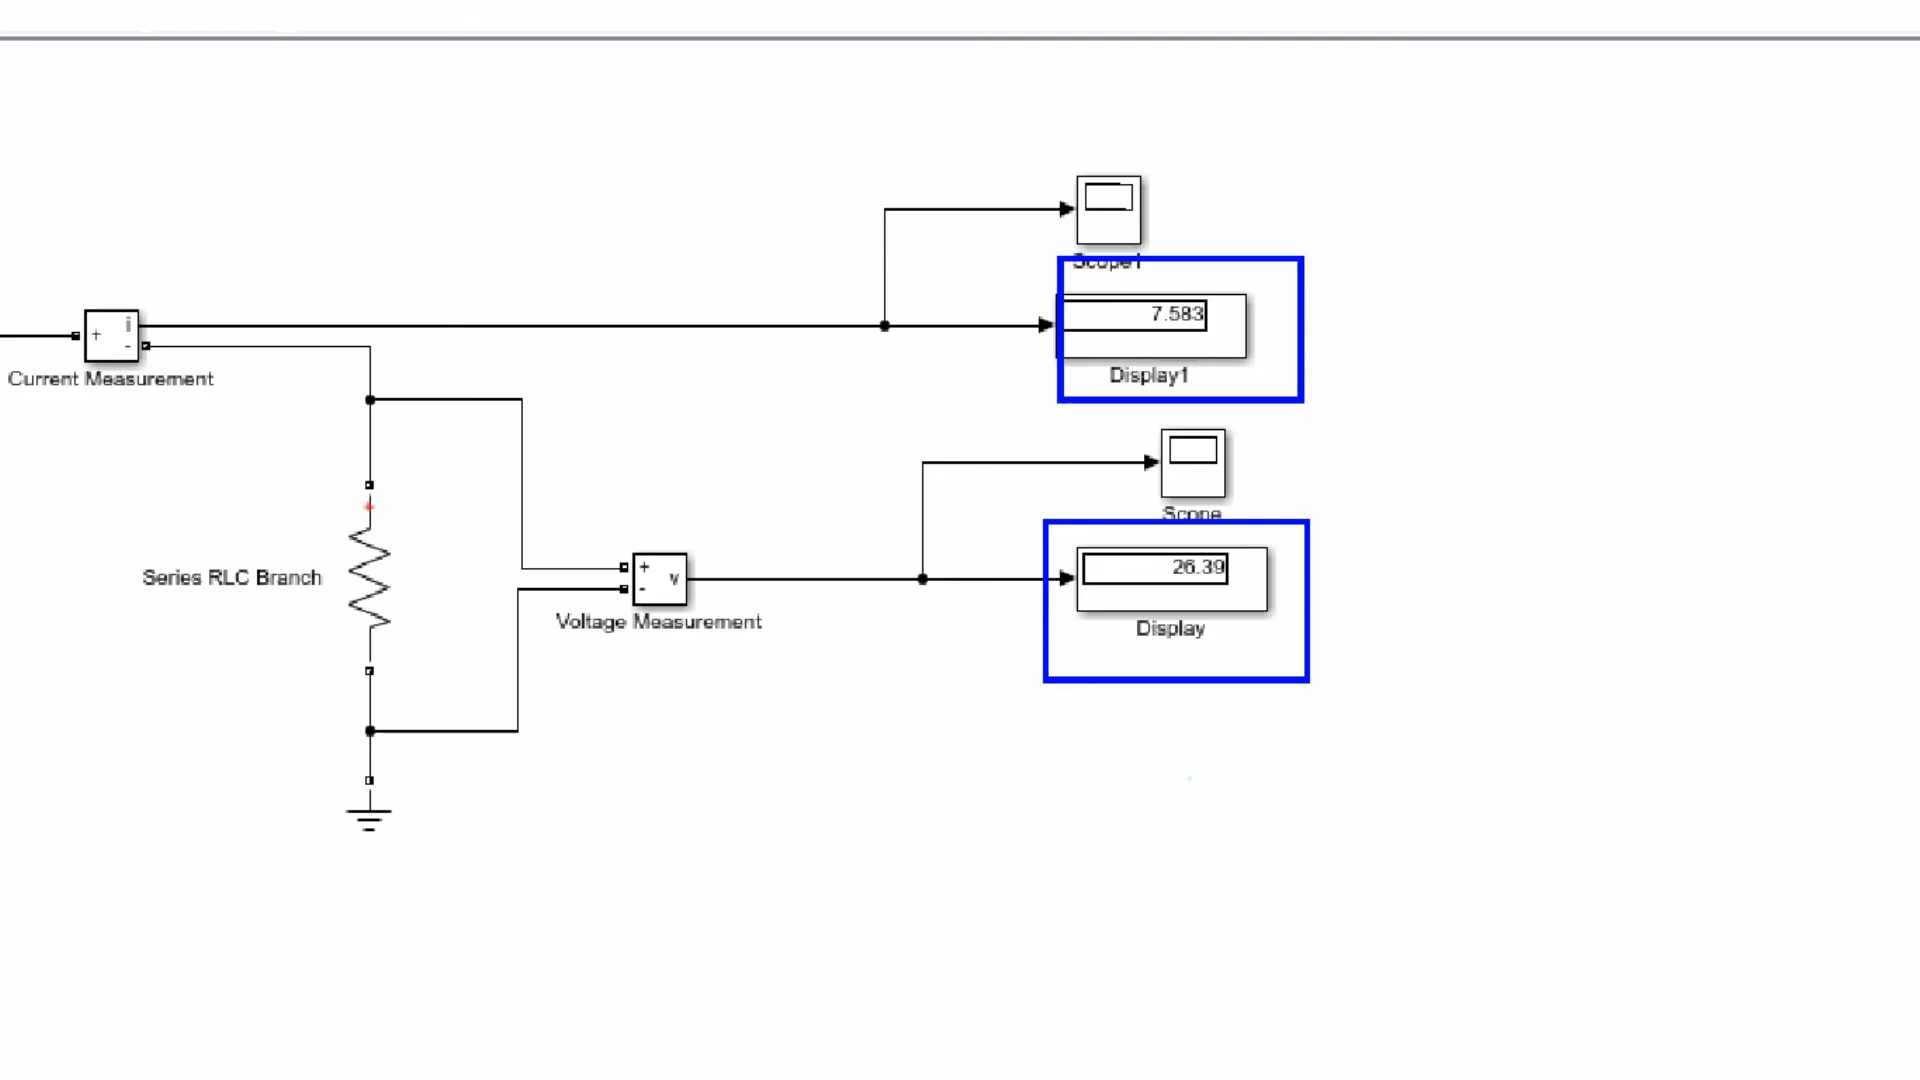 Scope1
7.583
i
+
-
Current Measurement
Display1
Scope
26.39
+
v
-
Series RLC Branch
Voltage Measurement
Display
+